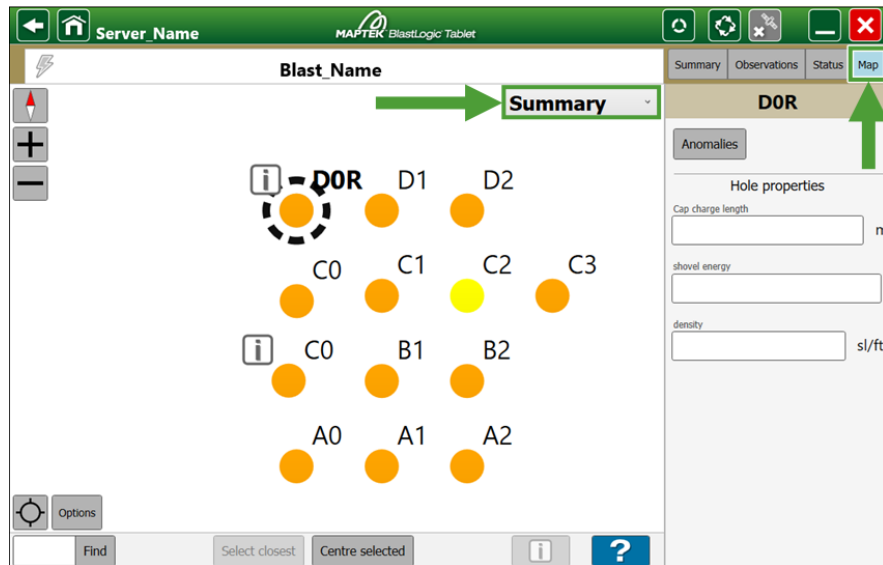 Server_Name
MAPTEK BlastLogic Tablet
Blast_Name
Summary
Observations
Status
Map
Summary
D0R
Anomalies
Hole properties
Cap charge length
m
shovel energy
density
sl/ft
i
D0R
D1
D2
C0
C1
C2
C3
i
C0
B1
B2
A0
A1
A2
Options
Find
Select closest
Centre selected
i
?